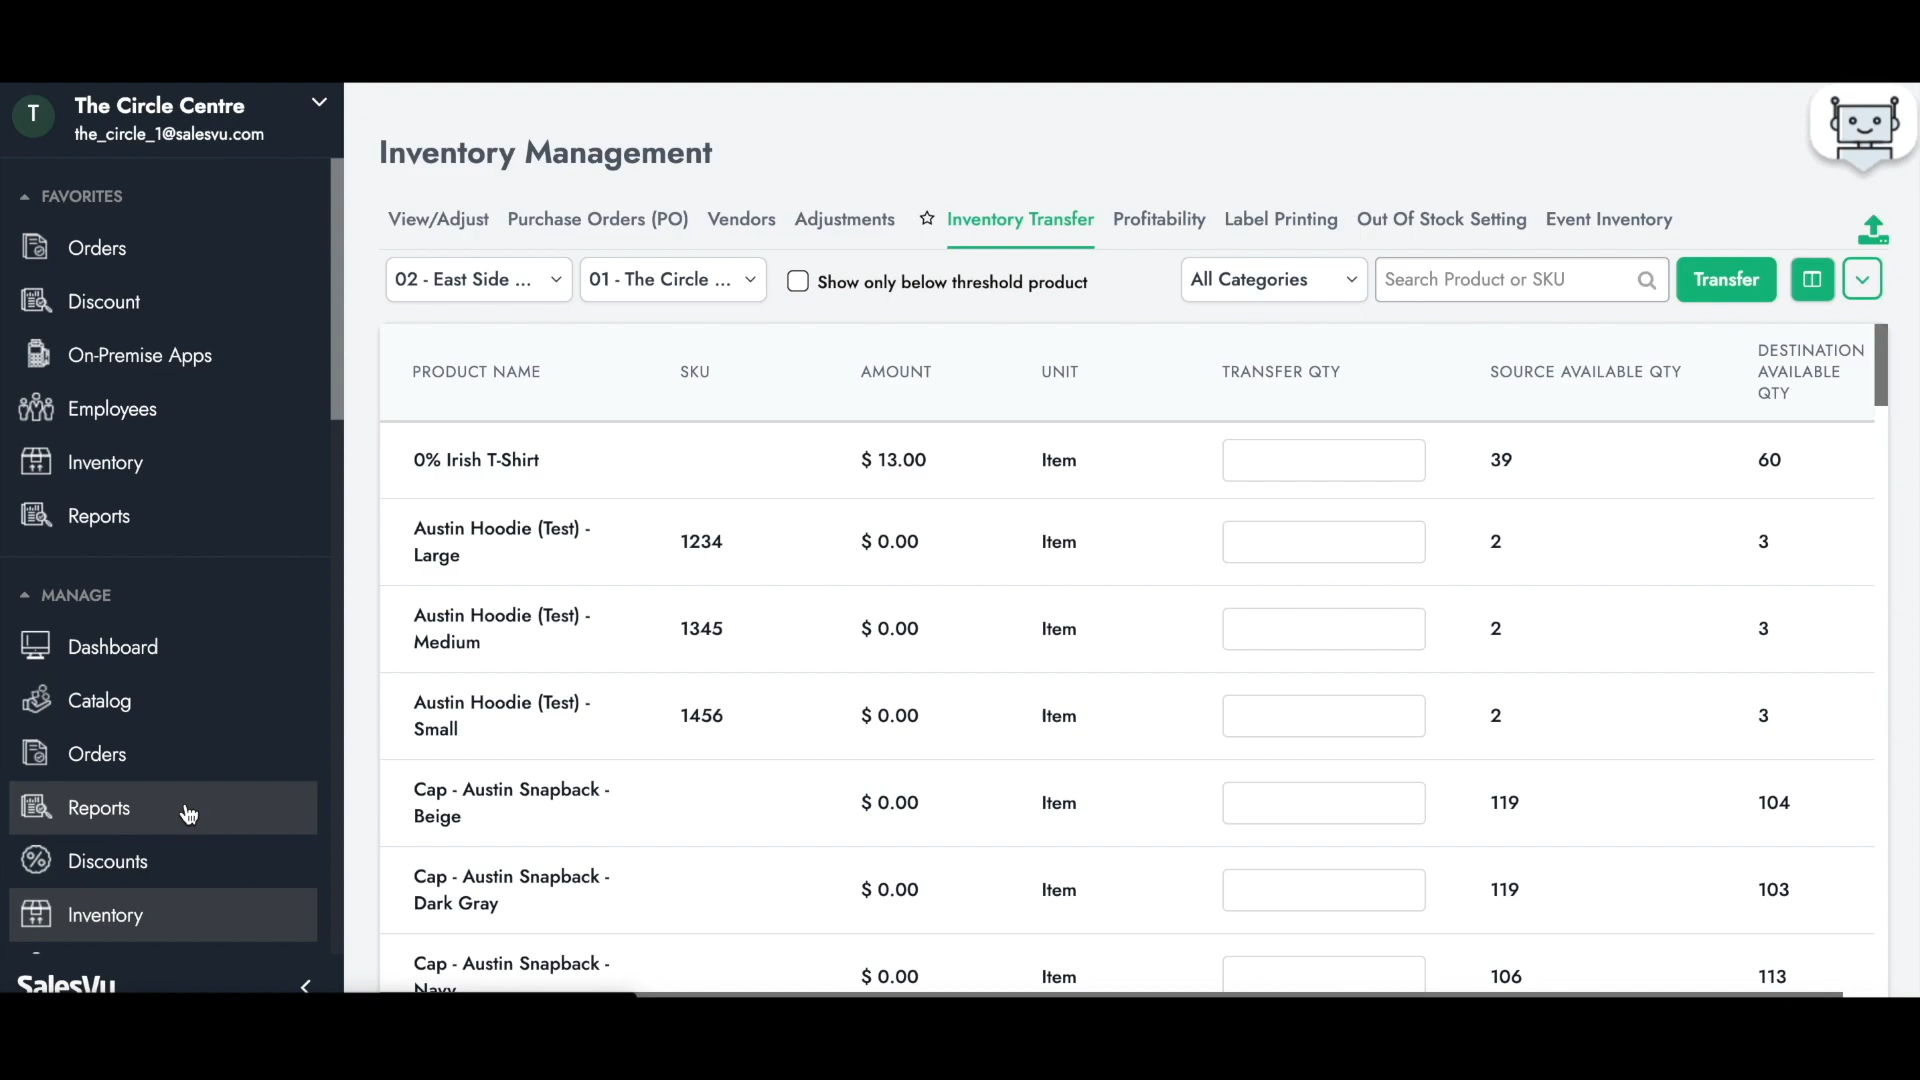 T
The Circle Centre
the_circle_1@salesvu.com
FAVORITES
Orders
Discount
On-Premise Apps
Employees
Inventory
Reports
MANAGE
Dashboard
Catalog
Orders
Reports
Discounts
Inventory
SalesVu
Inventory Management
View/Adjust Purchase Orders (PO) Vendors Adjustments Inventory Transfer Profitability Label Printing Out Of Stock Setting Event Inventory
02 - East Side ... 01 - The Circle ... Show only below threshold product All Categories Search Product or SKU Transfer
PRODUCT NAME SKU AMOUNT UNIT TRANSFER QTY SOURCE AVAILABLE QTY DESTINATION
AVAILABLE
QTY
0% Irish T-Shirt $ 13.00 Item 39 60
Austin Hoodie (Test) -
Large 1234 $ 0.00 Item 2 3
Austin Hoodie (Test) -
Medium 1345 $ 0.00 Item 2 3
Austin Hoodie (Test) -
Small 1456 $ 0.00 Item 2 3
Cap - Austin Snapback -
Beige $ 0.00 Item 119 104
Cap - Austin Snapback -
Dark Gray $ 0.00 Item 119 103
Cap - Austin Snapback -
Navy $ 0.00 Item 106 113